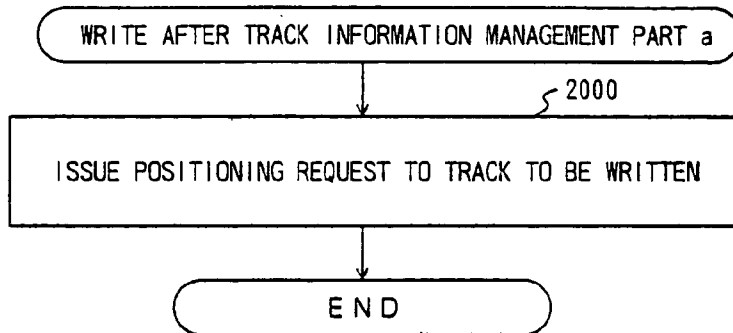 WRITE AFTER TRACK INFORMATION MANAGEMENT PART a
2000
ISSUE POSITIONING REQUEST TO TRACK TO BE WRITTEN
END